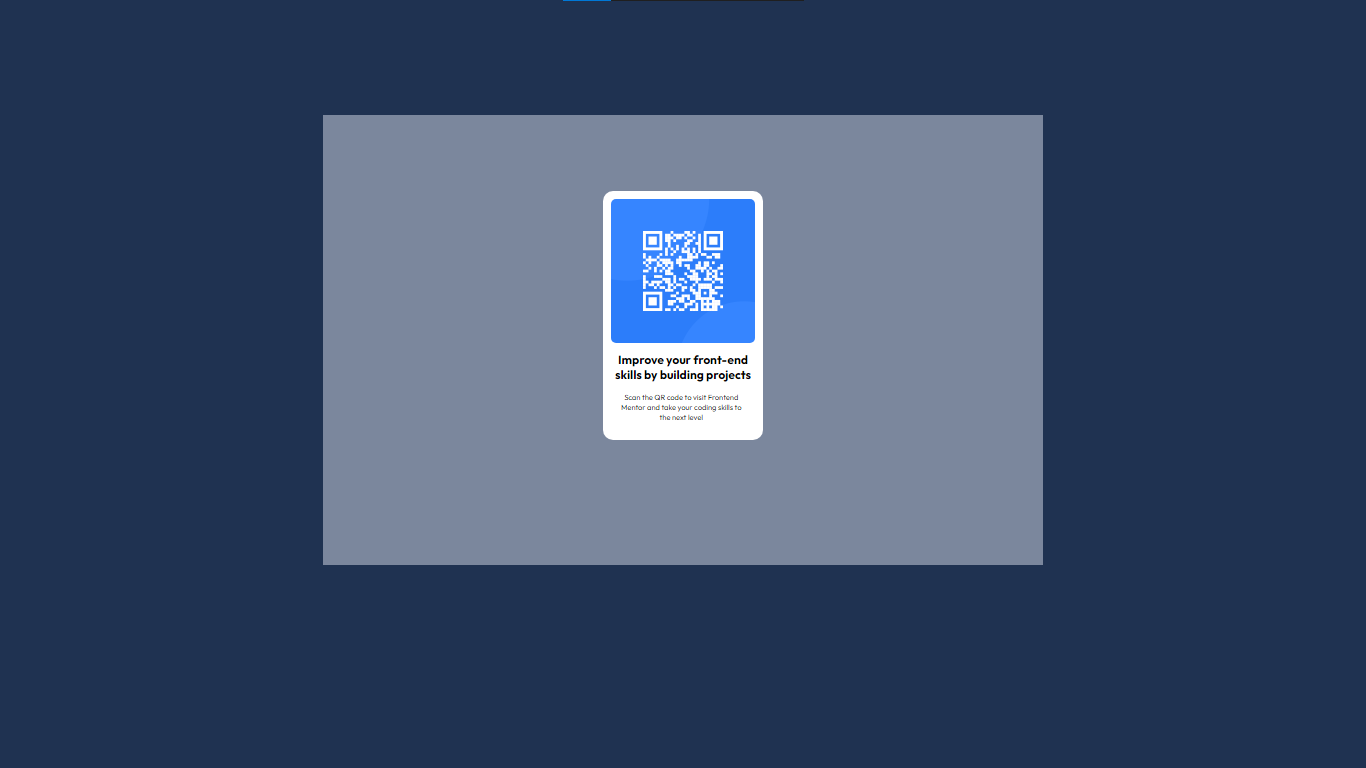 Improve your front-end
skills by building projects
Scan the QR code to visit Frontend
Mentor and take your coding skills to
the next level